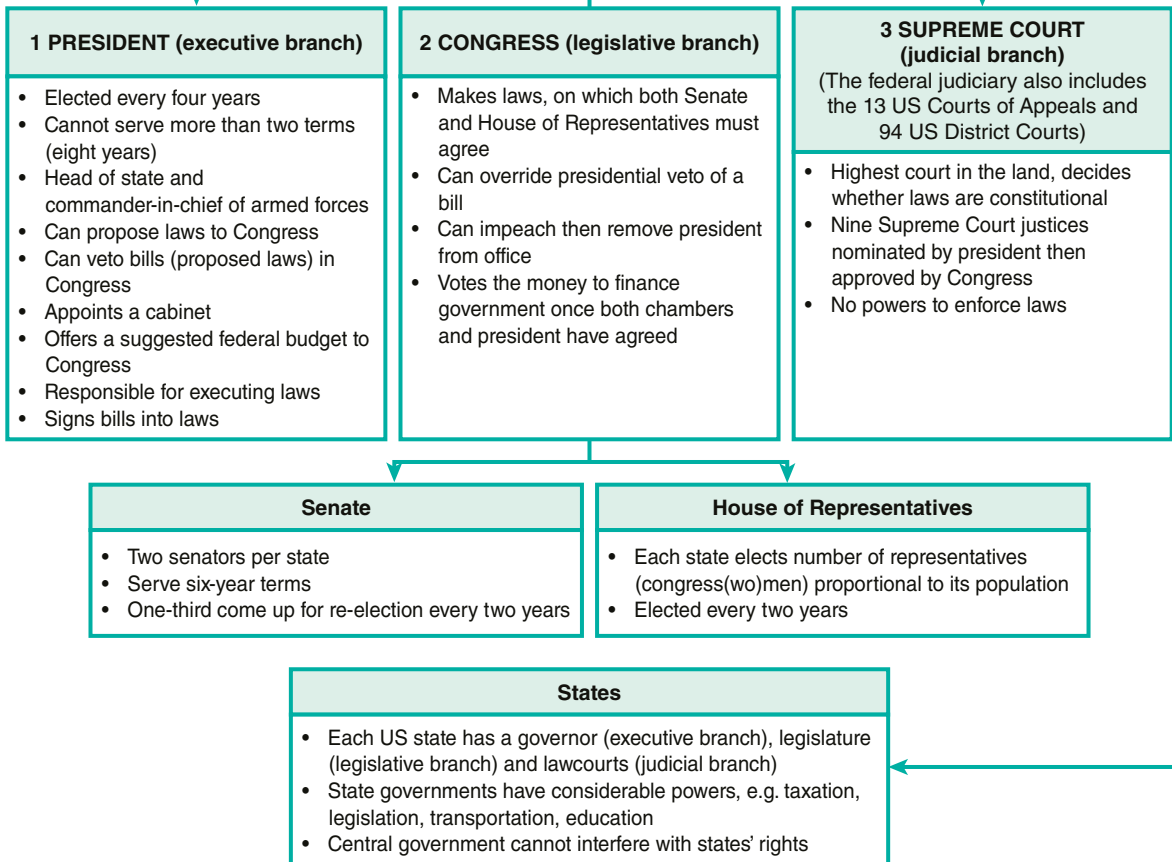 1 PRESIDENT (executive branch)
• Elected every four years
• Cannot serve more than two terms
(eight years)
• Head of state and
commander-in-chief of armed forces
• Can propose laws to Congress
• Can veto bills (proposed laws) in
Congress
• Appoints a cabinet
• Offers a suggested federal budget to
Congress
• Responsible for executing laws
• Signs bills into laws
2 CONGRESS (legislative branch)
• Makes laws, on which both Senate
and House of Representatives must
agree
• Can override presidential veto of a
bill
• Can impeach then remove president
from office
• Votes the money to finance
government once both chambers
and president have agreed
3 SUPREME COURT
(judicial branch)
(The federal judiciary also includes
the 13 US Courts of Appeals and
94 US District Courts)
• Highest court in the land, decides
whether laws are constitutional
• Nine Supreme Court justices
nominated by president then
approved by Congress
• No powers to enforce laws
Senate
• Two senators per state
• Serve six-year terms
• One-third come up for re-election every two years
House of Representatives
• Each state elects number of representatives
(congress(wo)men) proportional to its population
• Elected every two years
States
• Each US state has a governor (executive branch), legislature
(legislative branch) and lawcourts (judicial branch)
• State governments have considerable powers, e.g. taxation,
legislation, transportation, education
• Central government cannot interfere with states' rights